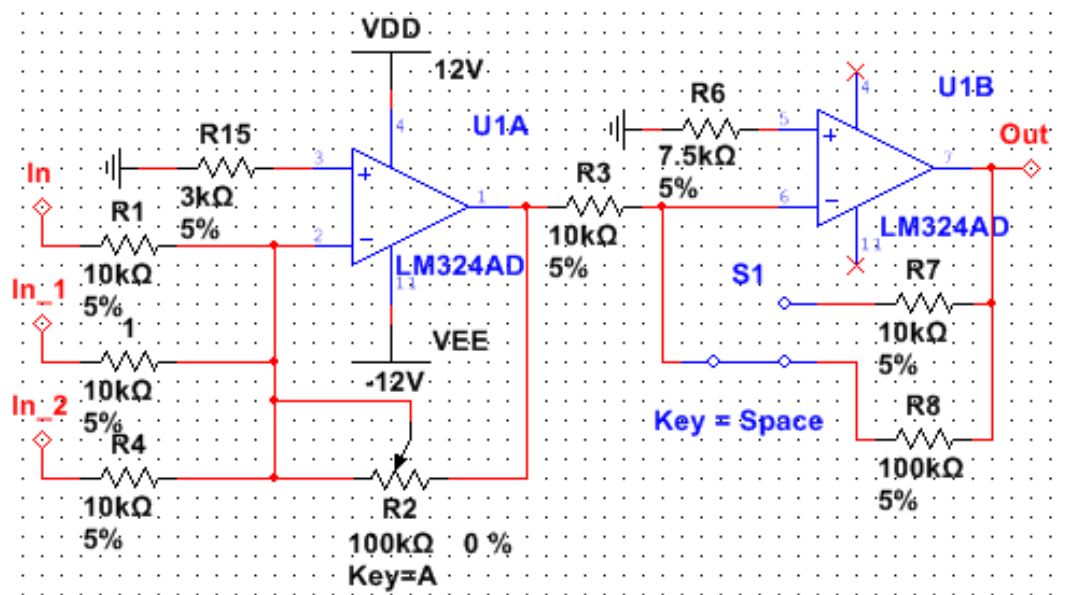 VDD
12V
U1A
4
R15
3
3kΩ
5%
In
R1
2
10kΩ
5%
+
−
1
LM324AD
11
VEE
-12V
In_1
1
10kΩ
5%
In_2
R4
10kΩ
5%
R2
100kΩ 0 %
Key=A
R3
10kΩ
5%
R6
7.5kΩ
5%
5
6
+
−
4
U1B
7
Out
LM324AD
11
S1
R7
10kΩ
5%
Key = Space
R8
100kΩ
5%